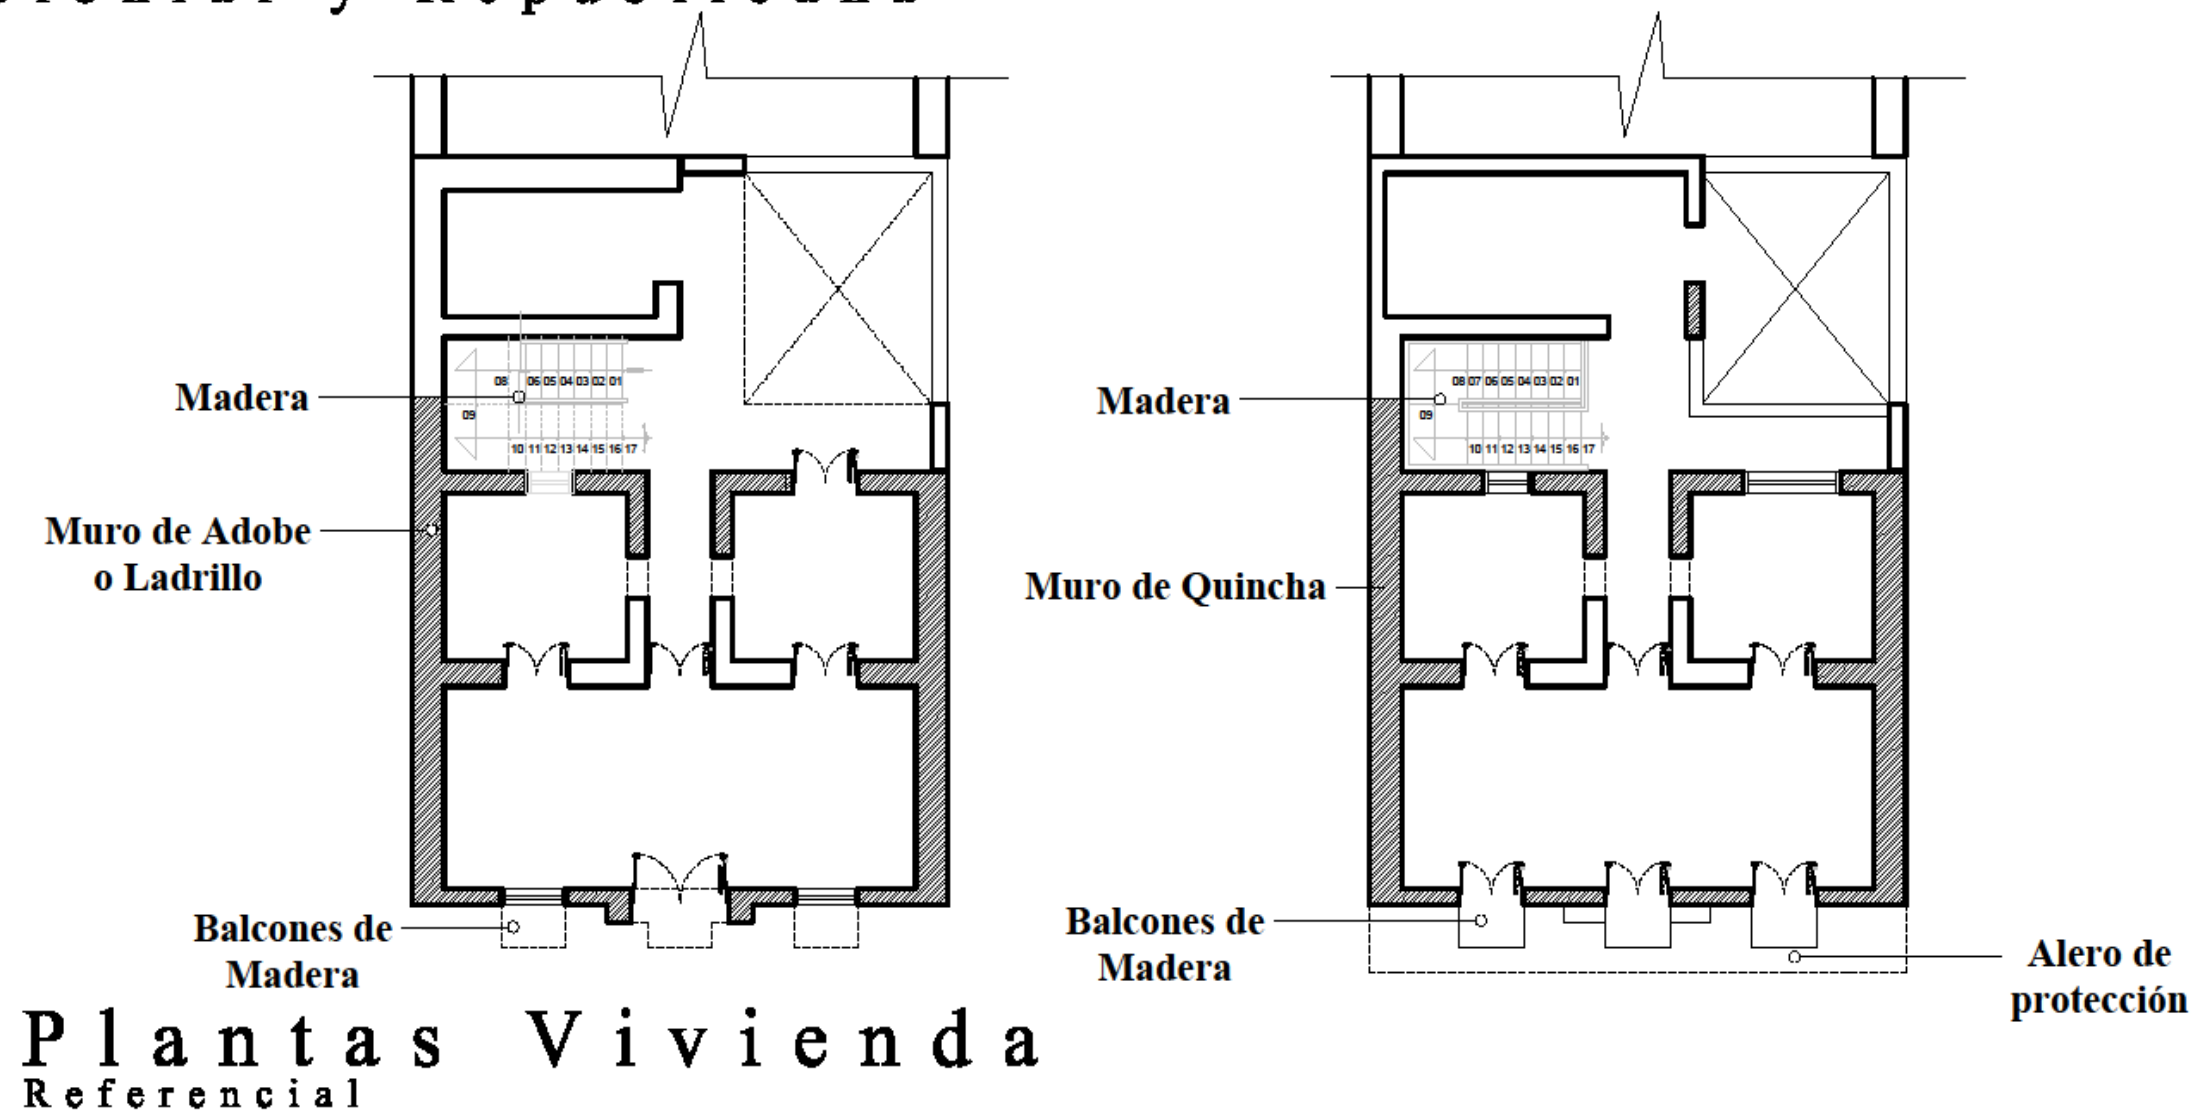 y Republicana
Madera
08 06 05 04 03 02 01
09
10 11 12 13 14 15 16 17
Muro de Adobe
o Ladrillo
Balcones de
Madera
Madera
08 07 06 05 04 03 02 01
09
10 11 12 13 14 15 16 17
Muro de Quincha
Balcones de
Madera
Alero de
protección
Plantas Vivienda
Referencial